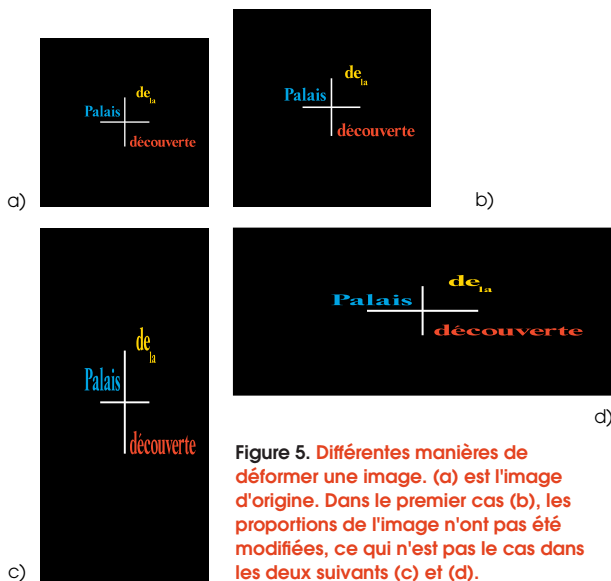 de la
Palais
découverte
a)
de la
Palais
découverte
b)
de la
Palais
découverte
c)
de la
Palais
découverte
d)
Figure 5. Différentes manières de
déformer une image. (a) est l'image
d'origine. Dans le premier cas (b), les
proportions de l'image n'ont pas été
modifiées, ce qui n'est pas le cas dans
les deux suivants (c) et (d).